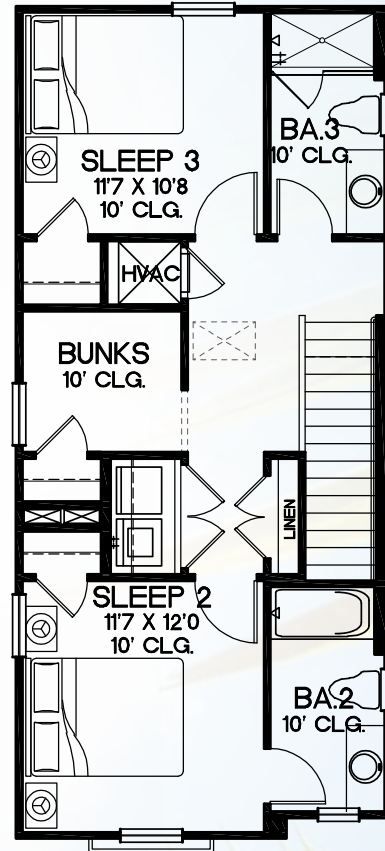 BA.3
10' CLG.
SLEEP 3
11'7 X 10'8
10' CLG.
HVAC
BUNKS
10' CLG.
LINEN
SLEEP 2
11'7 X 12'0
10' CLG.
BA.2
10' CLG.